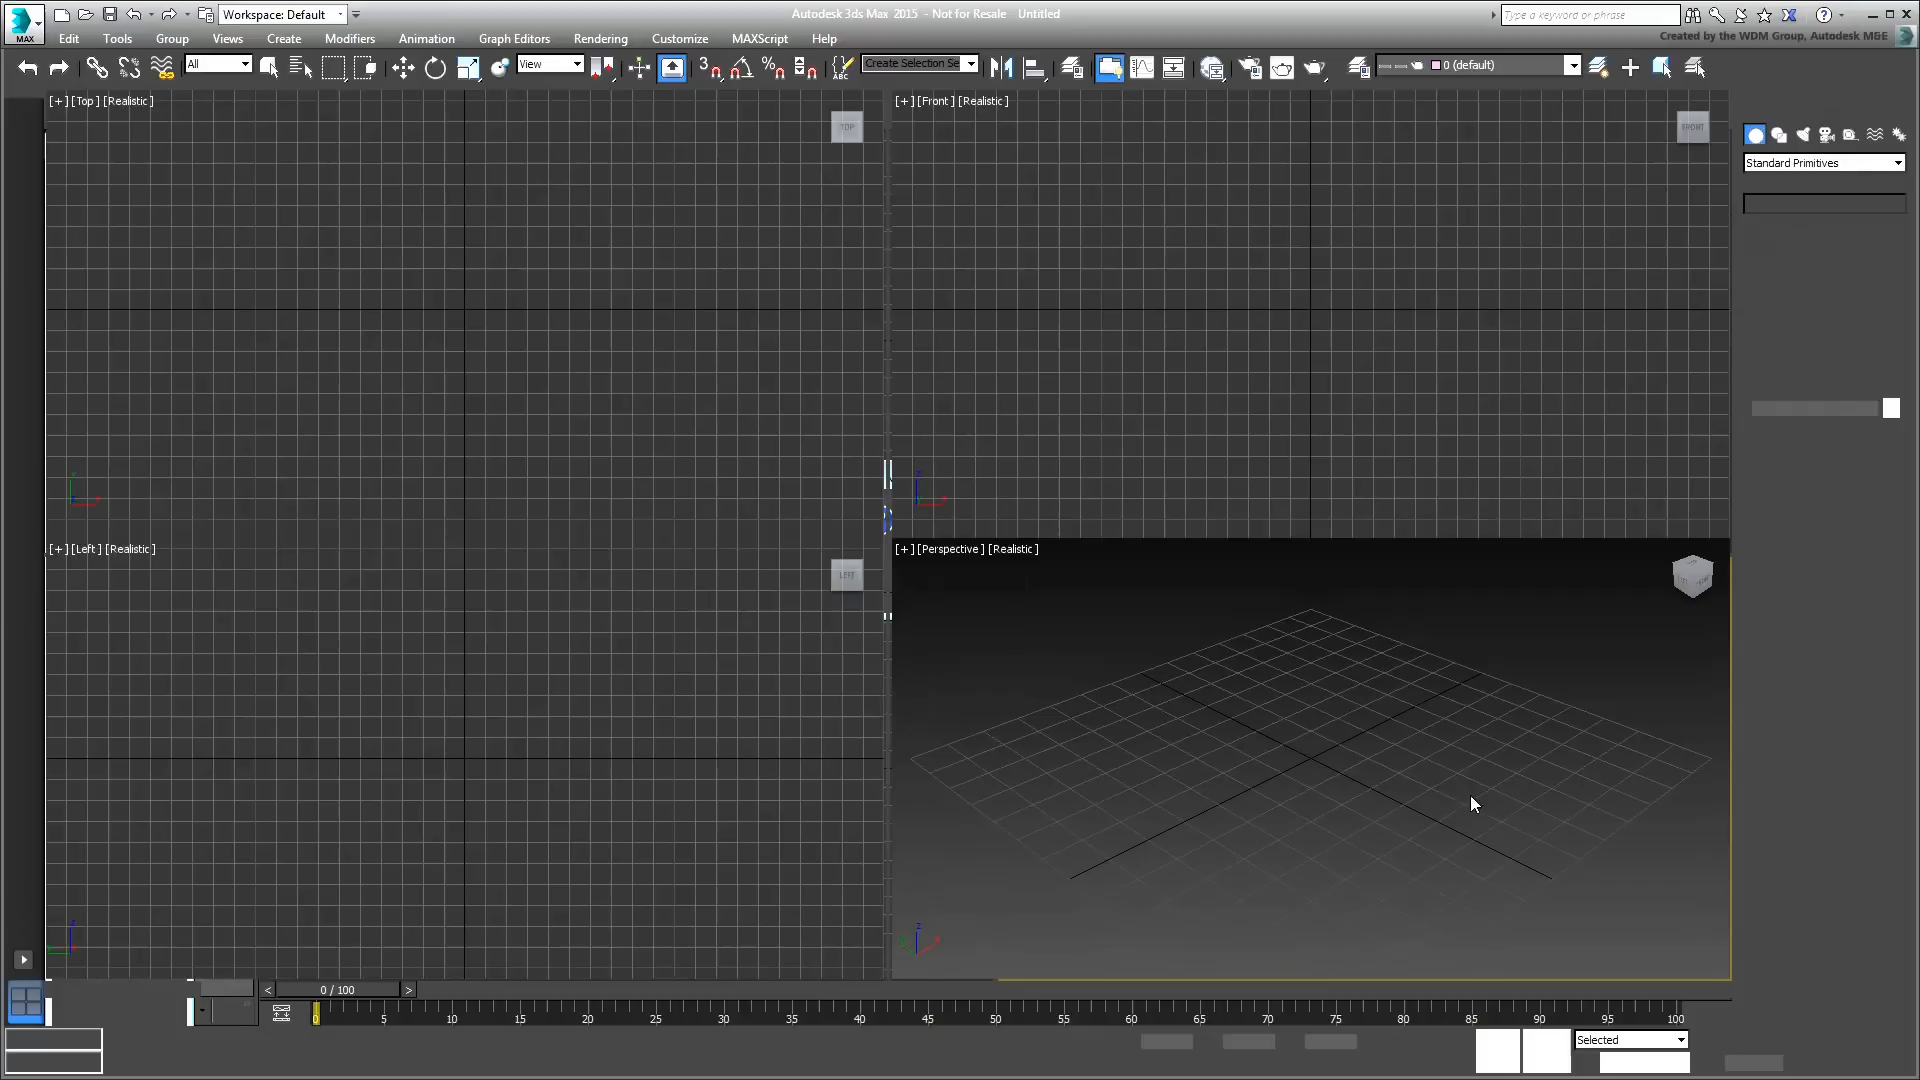 Workspace: Default
Autodesk 3ds Max 2015 - Not for Resale Untitled
Type a keyword or phrase
MAX
Edit Tools Group Views Create Modifiers Animation Graph Editors Rendering Customize MAXScript Help
Created by the WDM Group, Autodesk M&E
All
View
3
%
ABC
Create Selection Se
0 (default)
[+] [Top ] [Realistic ]
TOP
[+] [Front ] [Realistic ]
FRONT
Standard Primitives
[+] [Left ] [Realistic ]
LEFT
[+] [Perspective ] [Realistic ]
< 0 / 100 >
0 5 10 15 20 25 30 35 40 45 50 55 60 65 70 75 80 85 90 95 100
Selected